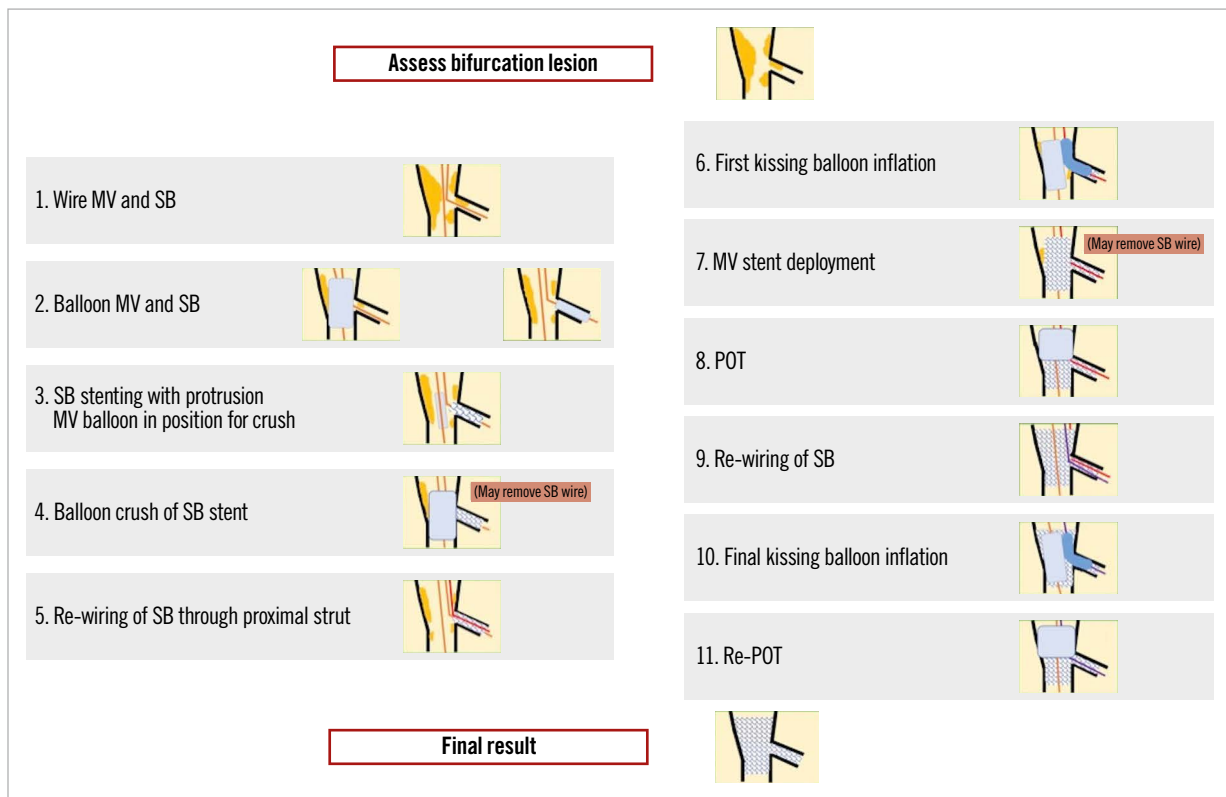 Assess bifurcation lesion
1. Wire MV and SB
2. Balloon MV and SB
3. SB stenting with protrusion
MV balloon in position for crush
4. Balloon crush of SB stent
(May remove SB wire)
5. Re-wiring of SB through proximal strut
6. First kissing balloon inflation
7. MV stent deployment
(May remove SB wire)
8. POT
9. Re-wiring of SB
10. Final kissing balloon inflation
11. Re-POT
Final result